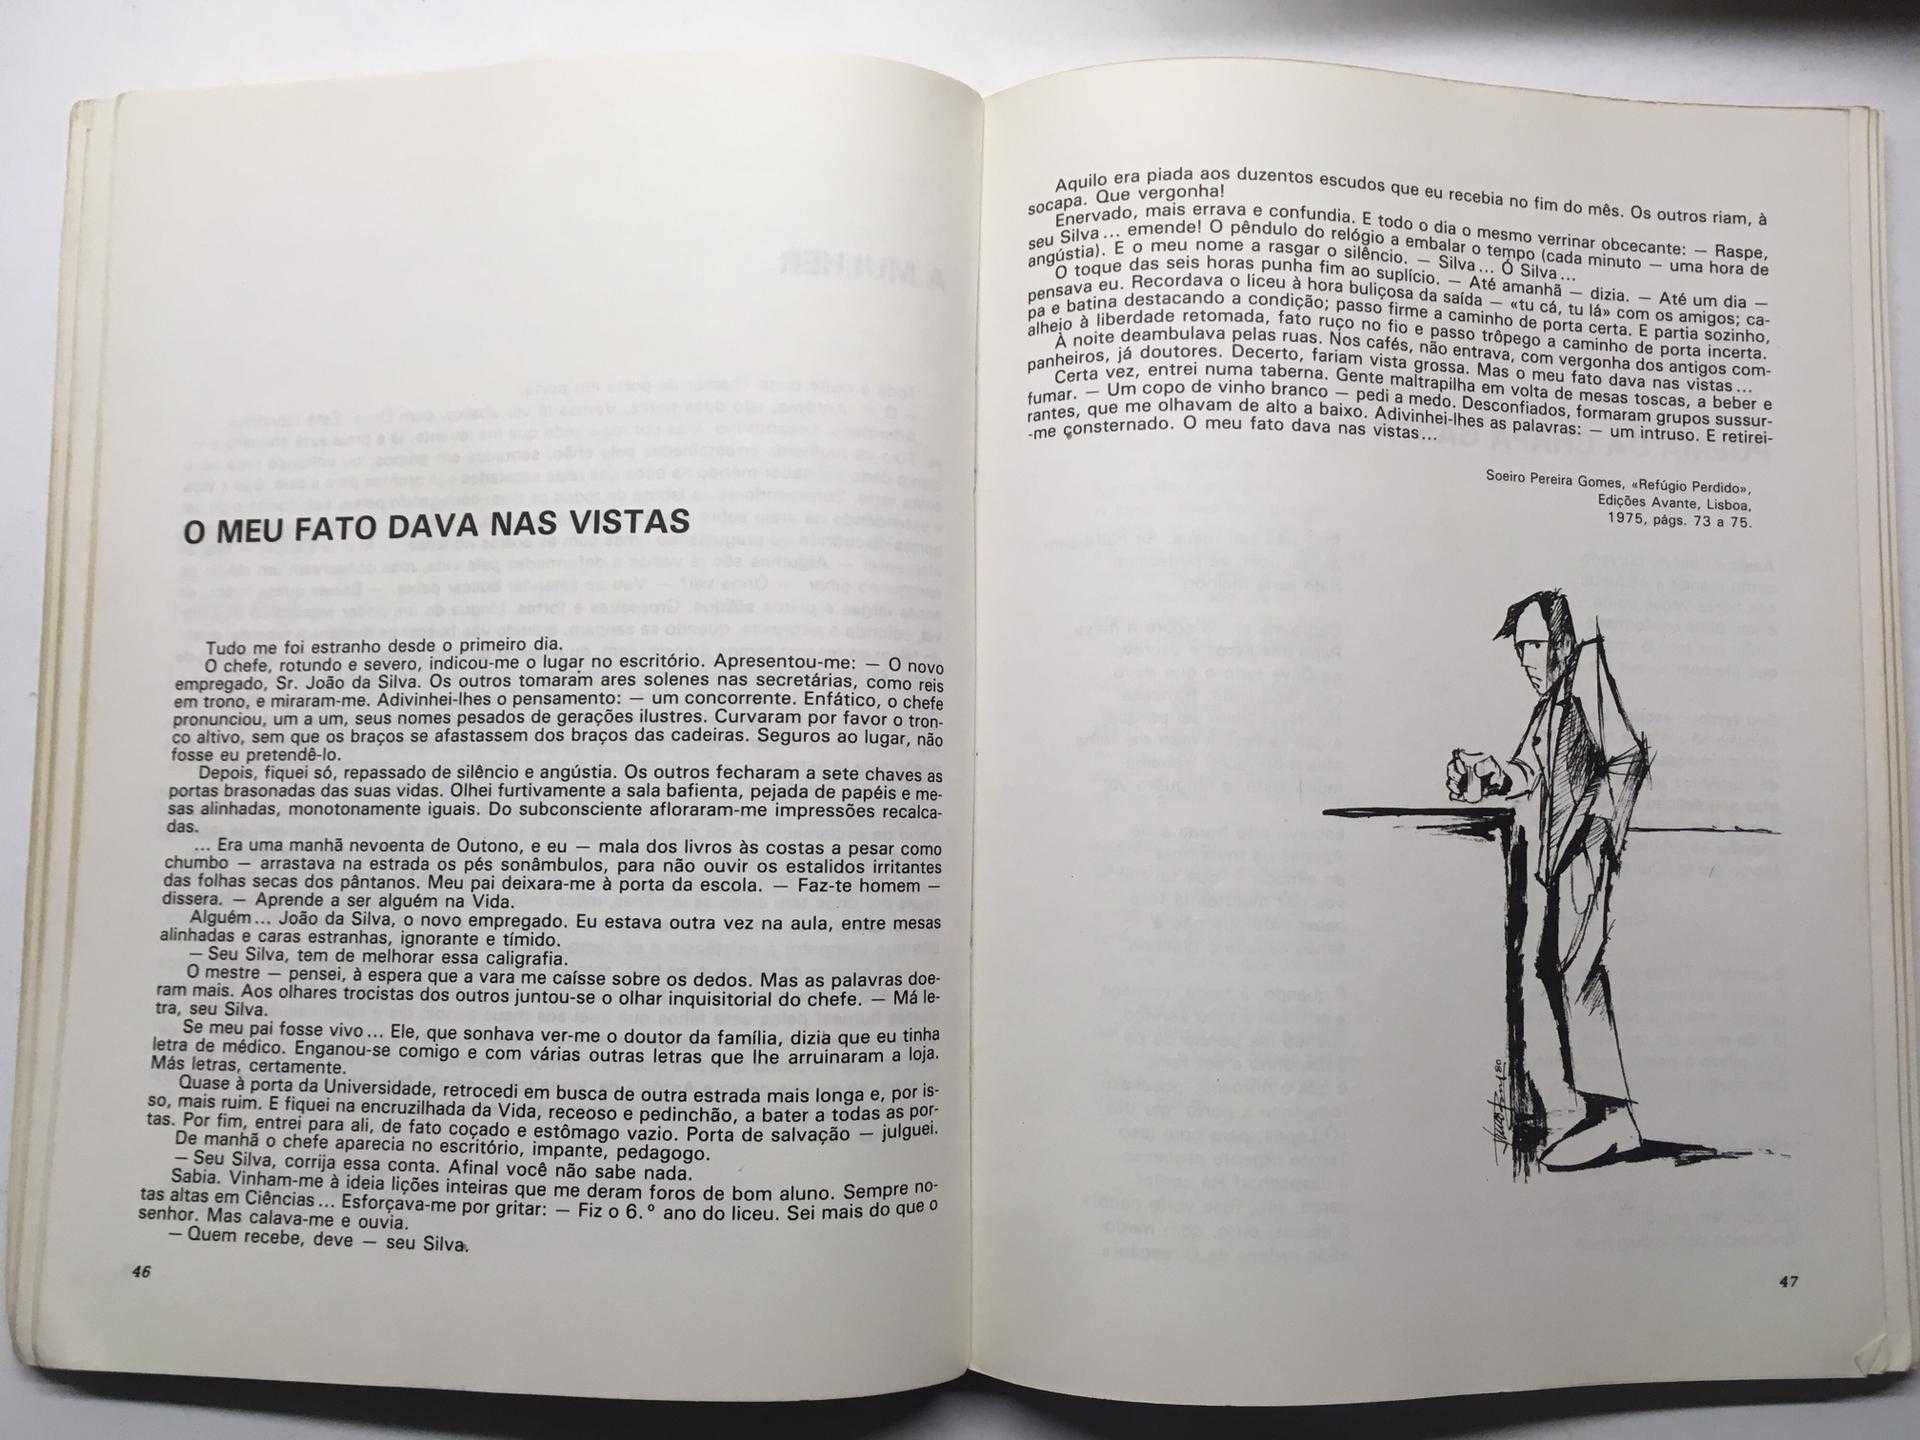 O MEU FATO DAVA NAS VISTAS
Tudo me foi estranho desde o primeiro dia.
O chefe, rotundo e severo, indicou-me o lugar no escritório. Apresentou-me: — O novo
empregado, Sr. João da Silva. Os outros tomaram ares solenes nas secretárias, como reis
em trono, e miraram-me. Adivinhei-lhes o pensamento: — um concorrente. Enfático, o chefe
pronunciou, um a um, seus nomes pesados de gerações ilustres. Curvaram por favor o tron-
co altivo, sem que os braços se afastassem dos braços das cadeiras. Seguros ao lugar, não
fosse eu pretendê-lo.
Depois, fiquei só, repassado de silêncio e angústia. Os outros fecharam a sete chaves as
portas brasonadas das suas vidas. Olhei furtivamente a sala bafienta, pejada de papéis e me-
sas alinhadas, monotonamente iguais. Do subconsciente afloraram-me impressões recalca-
das.
... Era uma manhã nevoenta de Outono, e eu — mala dos livros às costas a pesar como
chumbo — arrastava na estrada os pés sonâmbulos, para não ouvir os estalidos irritantes
das folhas secas dos pântanos. Meu pai deixara-me à porta da escola. — Faz-te homem —
dissera. — Aprende a ser alguém na Vida.
Alguém... João da Silva, o novo empregado. Eu estava outra vez na aula, entre mesas
alinhadas e caras estranhas, ignorante e tímido.
— Seu Silva, tem de melhorar essa caligrafia.
O mestre — pensei, à espera que a vara me caísse sobre os dedos. Mas as palavras doe-
ram mais. Aos olhares trocistas dos outros juntou-se o olhar inquisitorial do chefe. — Má le-
tra, seu Silva.
Se meu pai fosse vivo... Ele, que sonhava ver-me o doutor da família, dizia que eu tinha
letra de médico. Enganou-se comigo e com várias outras letras que lhe arruinaram a loja.
Más letras, certamente.
Quase à porta da Universidade, retrocedi em busca de outra estrada mais longa e, por is-
so, mais ruim. E fiquei na encruzilhada da Vida, receoso e pedinchão, a bater a todas as por-
tas. Por fim, entrei para ali, de fato coçado e estômago vazio. Porta de salvação — julguei.
De manhã o chefe aparecia no escritório, impante, pedagogo.
— Seu Silva, corrija essa conta. Afinal você não sabe nada.
Sabia. Vinham-me à ideia lições inteiras que me deram foros de bom aluno. Sempre no-
tas altas em Ciências... Esforçava-me por gritar: — Fiz o 6.º ano do liceu. Sei mais do que o
senhor. Mas calava-me e ouvia.
— Quem recebe, deve — seu Silva.
46
Aquilo era piada aos duzentos escudos que eu recebia no fim do mês. Os outros riam, à
socapa. Que vergonha!
Enervado, mais errava e confundia. E todo o dia o mesmo verrinar obcecante: — Raspe,
seu Silva... emende! O pêndulo do relógio a embalar o tempo (cada minuto — uma hora de
angústia). E o meu nome a rasgar o silêncio. — Silva... Ó Silva...
O toque das seis horas punha fim ao suplício. — Até amanhã — dizia. — Até um dia —
pensava eu. Recordava o liceu à hora buliçosa da saída — «tu cá, tu lá» com os amigos; ca-
pa e batina destacando a condição; passo firme a caminho de porta certa. E partia sozinho,
alheio à liberdade retomada, fato ruço no fio e passo trôpego a caminho de porta incerta.
À noite deambulava pelas ruas. Nos cafés, não entrava, com vergonha dos antigos com-
panheiros, já doutores. Decerto, fariam vista grossa. Mas o meu fato dava nas vistas...
Certa vez, entrei numa taberna. Gente maltrapilha em volta de mesas toscas, a beber e
fumar. — Um copo de vinho branco — pedi a medo. Desconfiados, formaram grupos sussur-
rantes, que me olhavam de alto a baixo. Adivinhei-lhes as palavras: — um intruso. E retirei-
-me consternado. O meu fato dava nas vistas...
Soeiro Pereira Gomes, «Refúgio Perdido»,
Edições Avante, Lisboa,
1975, págs. 73 a 75.
47